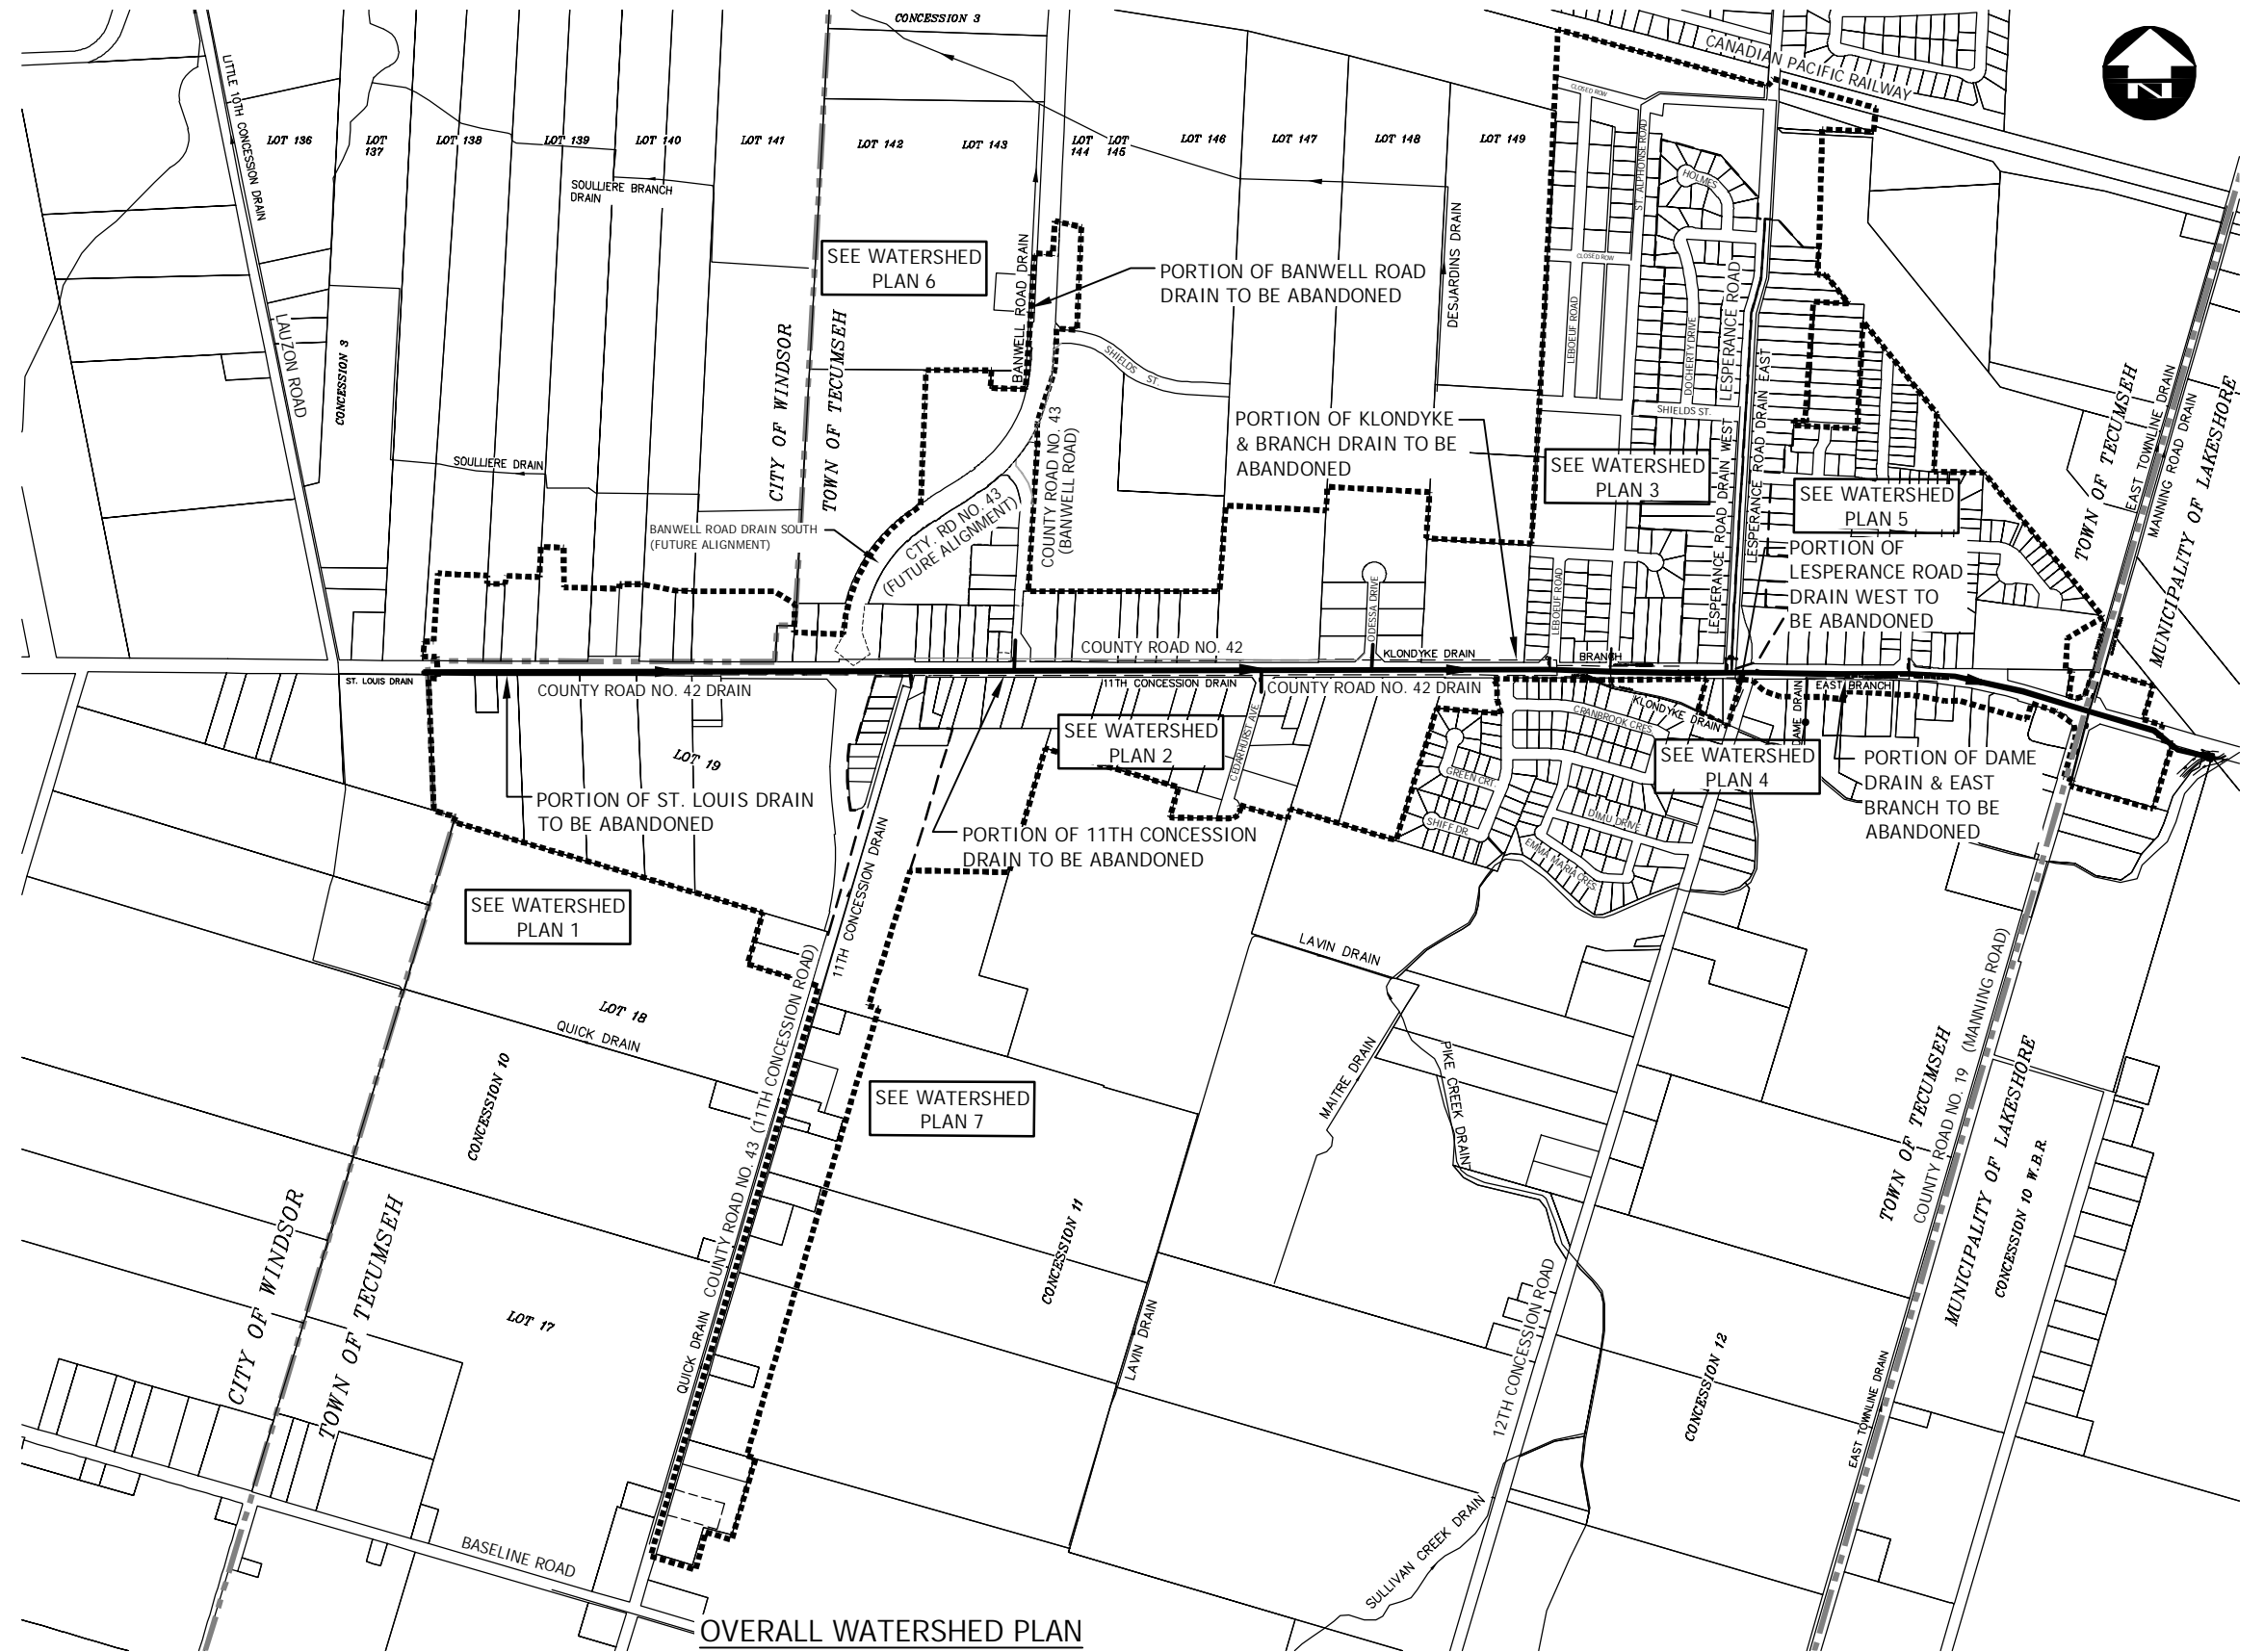 CONCESSION 3
CANADIAN PACIFIC RAILWAY
N
LITTLE 10TH CONCESSION DRAIN
LOT 136
LOT
137
LOT 138
LOT 139
LOT 140
LOT 141
LOT 142
LOT 143
LOT
144
LOT
145
LOT 146
LOT 147
LOT 148
LOT 149
CLOSED ROW
ST. ALPHONSE ROAD
HOLMES
SOULLIERE BRANCH
DRAIN
SEE WATERSHED
PLAN 6
BANWELL ROAD DRAIN
PORTION OF BANWELL ROAD
DRAIN TO BE ABANDONED
DESJARDINS DRAIN
CLOSED ROW
LEBOEUF ROAD
DOCHERTY DRIVE
LESPERANCE ROAD
LESPERANCE ROAD DRAIN EAST
LESPERANCE ROAD DRAIN WEST
LAUZON ROAD
CONCESSION 3
CITY OF WINDSOR
TOWN OF TECUMSEH
SHIELDS ST.
SHIELDS ST.
COUNTY ROAD NO. 43
(BANWELL ROAD)
PORTION OF KLONDYKE
& BRANCH DRAIN TO BE
ABANDONED
SEE WATERSHED
PLAN 3
SEE WATERSHED
PLAN 5
TOWN OF TECUMSEH
EAST TOWNLINE DRAIN
MANNING ROAD DRAIN
MUNICIPALITY OF LAKESHORE
SOULLIERE DRAIN
BANWELL ROAD DRAIN SOUTH
(FUTURE ALIGNMENT)
CTY. RD NO. 43
(FUTURE ALIGNMENT)
PORTION OF
LESPERANCE ROAD
DRAIN WEST TO
BE ABANDONED
ODESSA DRIVE
LEBOEUF ROAD
COUNTY ROAD NO. 42
KLONDYKE DRAIN
BRANCH
ST. LOUIS DRAIN
COUNTY ROAD NO. 42 DRAIN
11TH CONCESSION DRAIN
COUNTY ROAD NO. 42 DRAIN
EAST BRANCH
KLONDYKE DRAIN
CRANBROOK CRES.
DAME DRAIN
CEDARHURST AVE
SEE WATERSHED
PLAN 2
SEE WATERSHED
PLAN 4
LOT 19
GREEN CRT.
SHIFF DR.
DIMU DRIVE
EMMA MARIA CRES.
PORTION OF DAME
DRAIN & EAST
BRANCH TO BE
ABANDONED
PORTION OF ST. LOUIS DRAIN
TO BE ABANDONED
PORTION OF 11TH CONCESSION
DRAIN TO BE ABANDONED
11TH CONCESSION DRAIN
SEE WATERSHED
PLAN 1
LAVIN DRAIN
LOT 18
QUICK DRAIN
CONCESSION 10
COUNTY ROAD NO. 43 (11TH CONCESSION ROAD)
SEE WATERSHED
PLAN 7
MAITRE DRAIN
PIKE CREEK DRAIN
TOWN OF TECUMSEH
COUNTY ROAD NO. 19 (MANNING ROAD)
MUNICIPALITY OF LAKESHORE
CONCESSION 10 W.B.R.
CITY OF WINDSOR
TOWN OF TECUMSEH
LOT 17
QUICK DRAIN
CONCESSION 11
LAVIN DRAIN
12TH CONCESSION ROAD
CONCESSION 12
EAST TOWNLINE DRAIN
SULLIVAN CREEK DRAIN
BASELINE ROAD
OVERALL WATERSHED PLAN